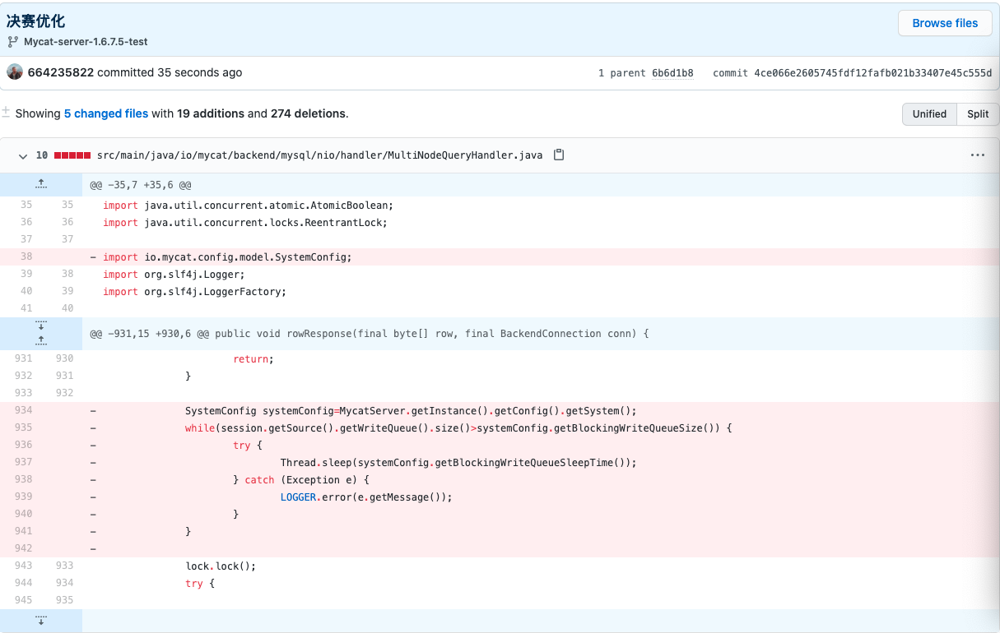 决赛优化
Browse files
Mycat-server-1.6.7.5-test
664235822 committed 35 seconds ago
1 parent 6b6d1b8 commit 4ce066e2605745fdf12fafb021b33407e45c555d
Showing 5 changed files with 19 additions and 274 deletions.
Unified Split
10 src/main/java/io/mycat/backend/mysql/nio/handler/MultiNodeQueryHandler.java
@@ -35,7 +35,6 @@
35 35 import java.util.concurrent.atomic.AtomicBoolean;
36 36 import java.util.concurrent.locks.ReentrantLock;
37 37
38 - import io.mycat.config.model.SystemConfig;
39 38 import org.slf4j.Logger;
40 39 import org.slf4j.LoggerFactory;
41 40
@@ -931,15 +930,6 @@ public void rowResponse(final byte[] row, final BackendConnection conn) {
931 930 return;
932 931 }
933 932
934 - SystemConfig systemConfig=MycatServer.getInstance().getConfig().getSystem();
935 - while(session.getSource().getWriteQueue().size()>systemConfig.getBlockingWriteQueueSize()) {
936 - try {
937 - Thread.sleep(systemConfig.getBlockingWriteQueueSleepTime());
938 - } catch (Exception e) {
939 - LOGGER.error(e.getMessage());
940 - }
941 - }
942 -
943 933 lock.lock();
944 934 try {
945 935